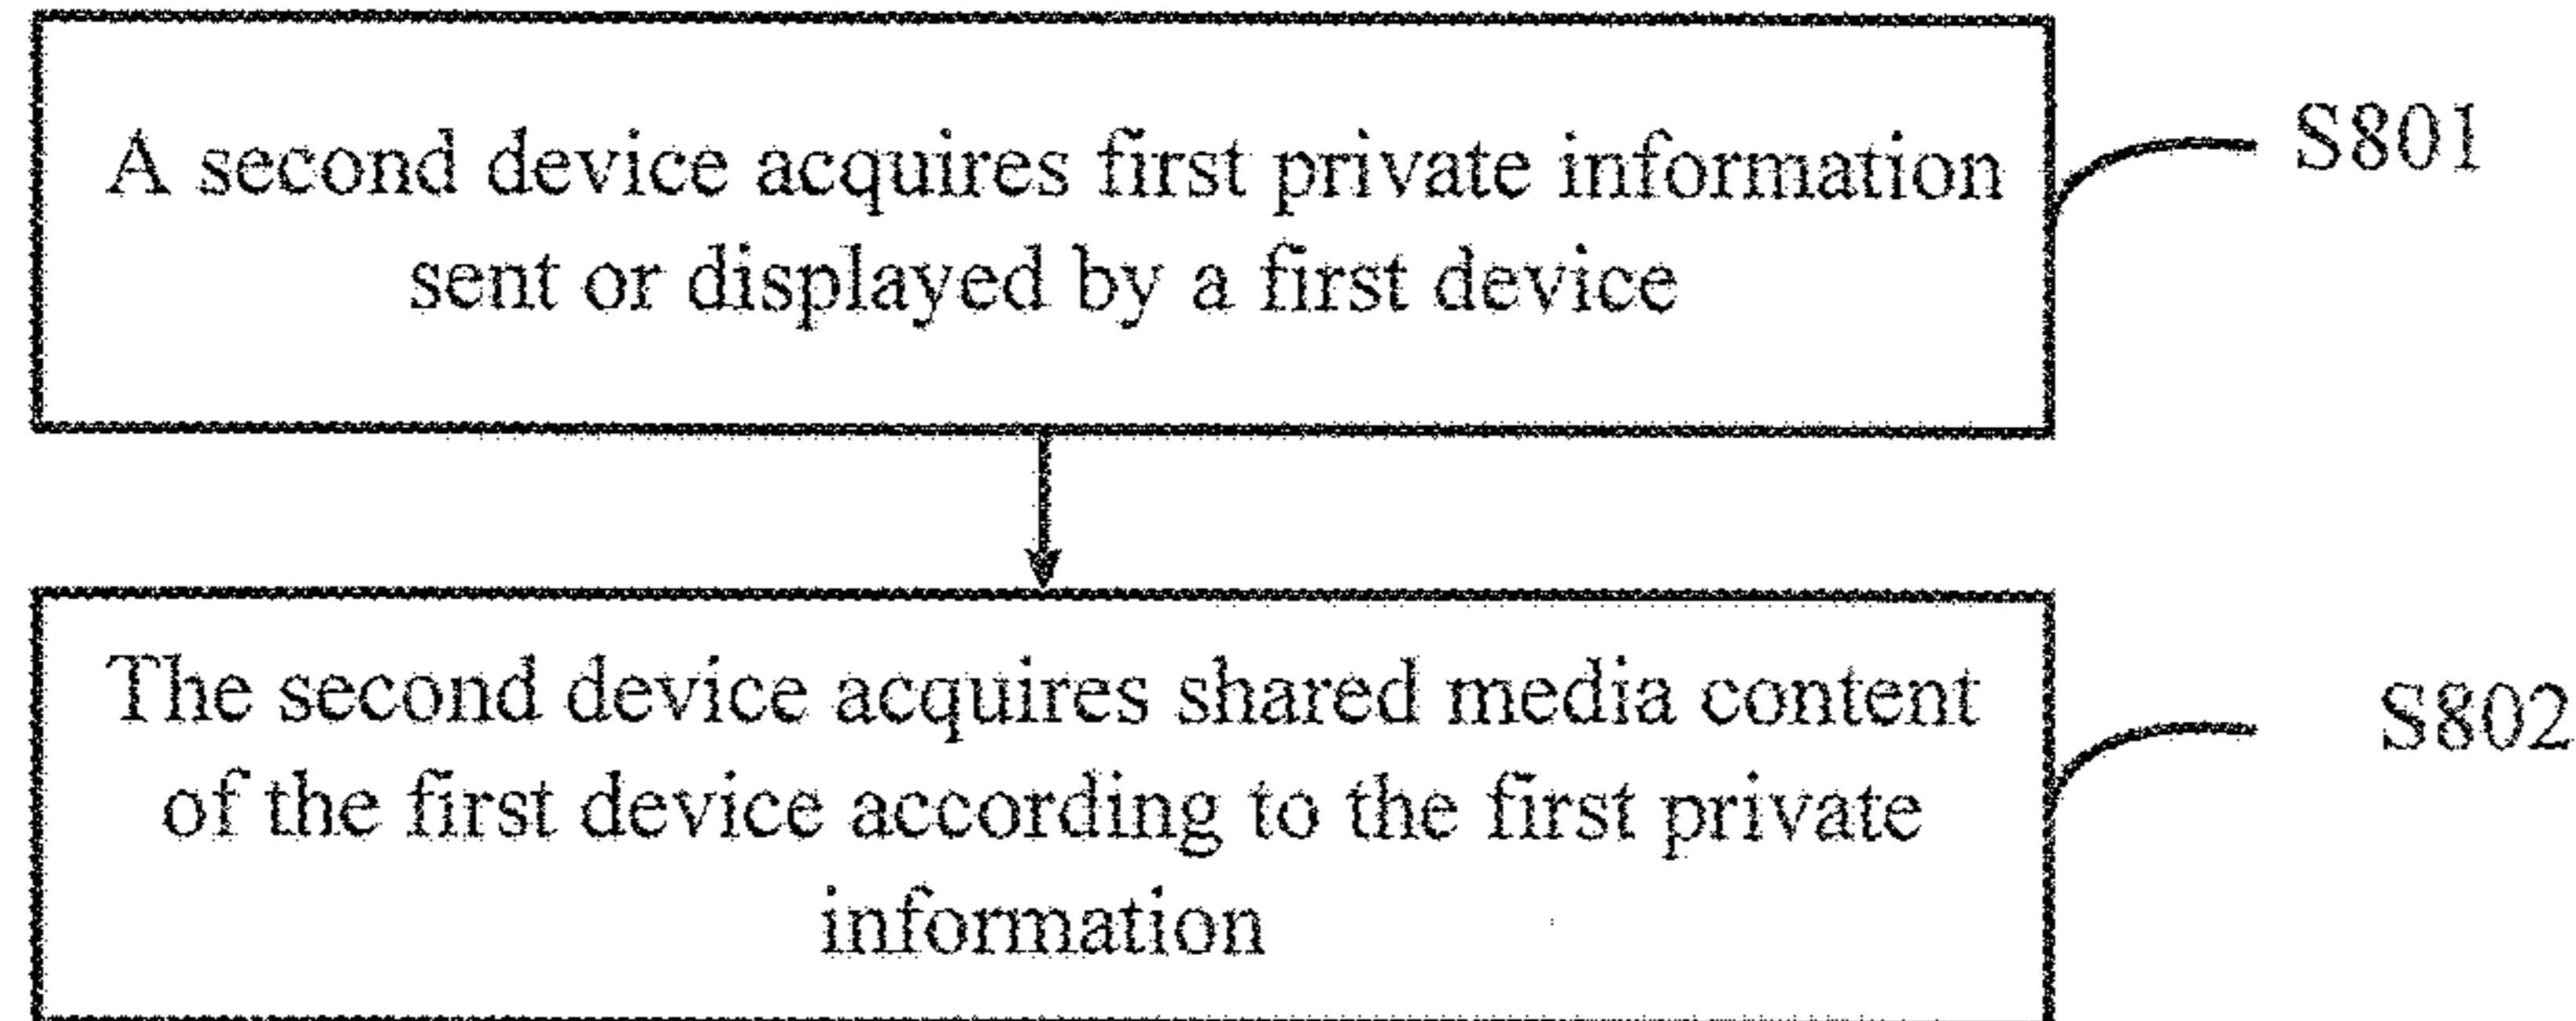 A second device acquires first private information
sent or displayed by a first device
S801
The second device acquires shared media content
of the first device according to the first private
information
S802